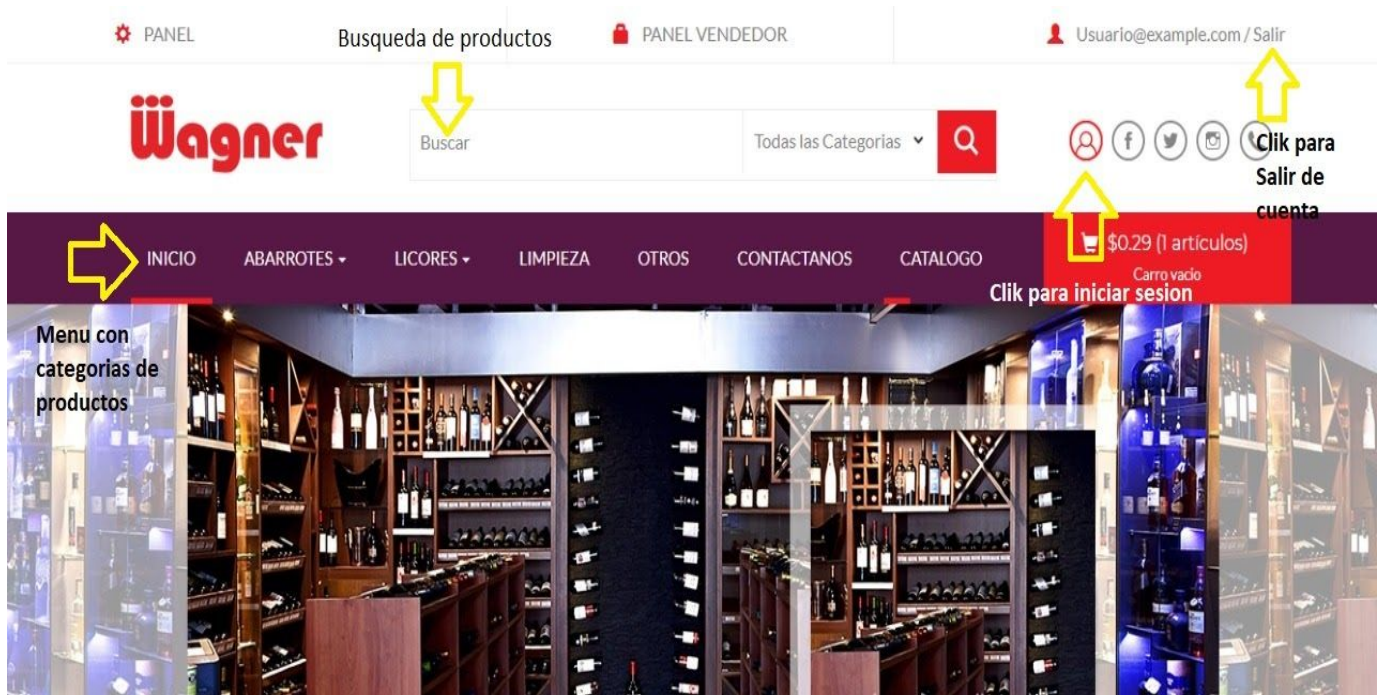 PANEL
Busqueda de productos
PANEL VENDEDOR
Usuario@example.com / Salir
Wagner
Buscar
Todas las Categorias
Clik para
Salir de
cuenta
INICIO
ABARROTES
LICORES
LIMPIEZA
OTROS
CONTACTANOS
CATALOGO
$0.29 (1 artículos)
Carro vacio
Clik para iniciar sesion
Menu con
categorias de
productos